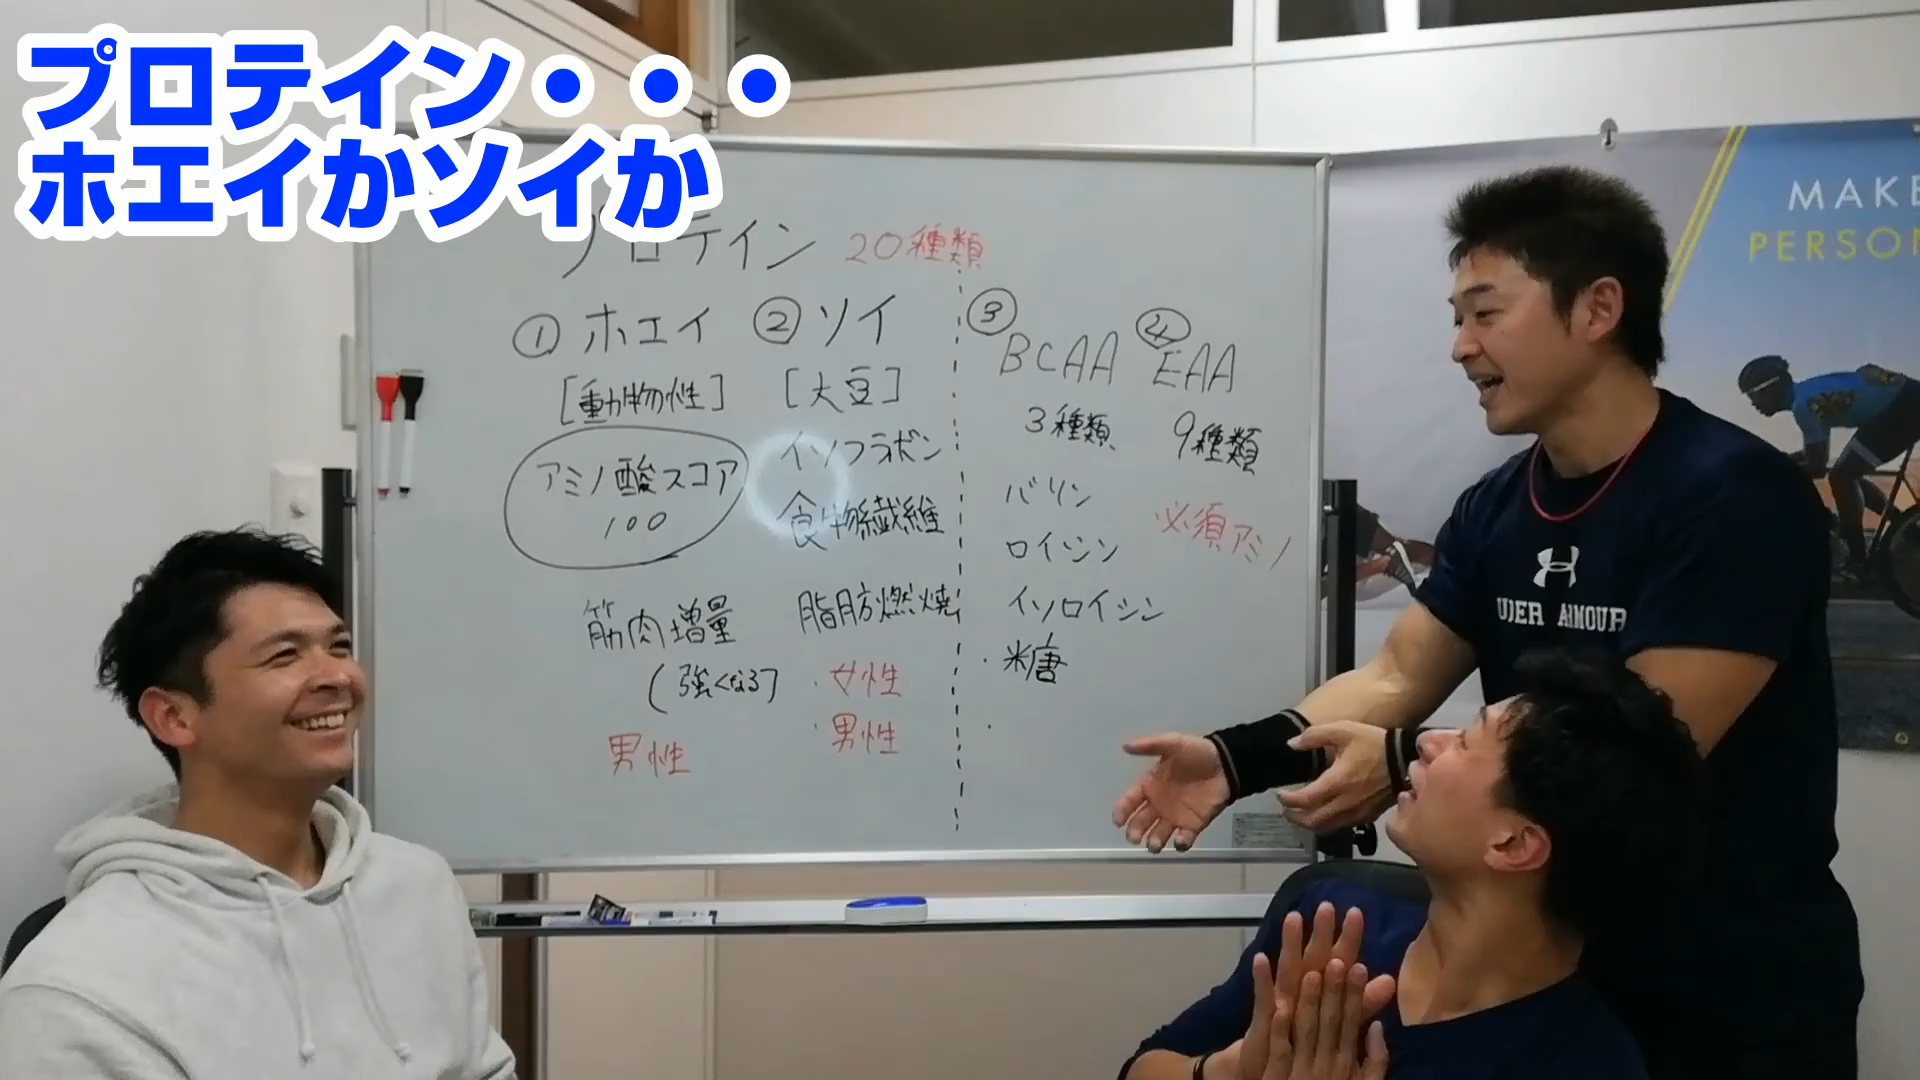 プロテイン・・・
ホエイかソイか
プロテイン 20種類
① ホエイ ② ソイ
[動物性] [大豆]
アミノ酸スコア
100
イソフラボン
食物繊維
筋肉増量
脂肪燃焼
(強くなる)
・女性
男性
・男性
③ ④
BCAA EAA
3種類 9種類
バリン
必須アミノ
ロイシン
イソロイシン
・糖
・
MAKE
PERSON
UNDER ARMOUR